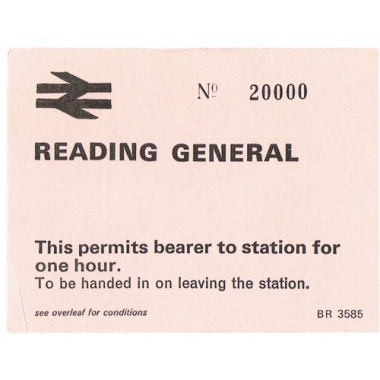 Nº 20000
READING GENERAL
This permits bearer to station for
one hour.
To be handed in on leaving the station.
see overleaf for conditions BR 3585